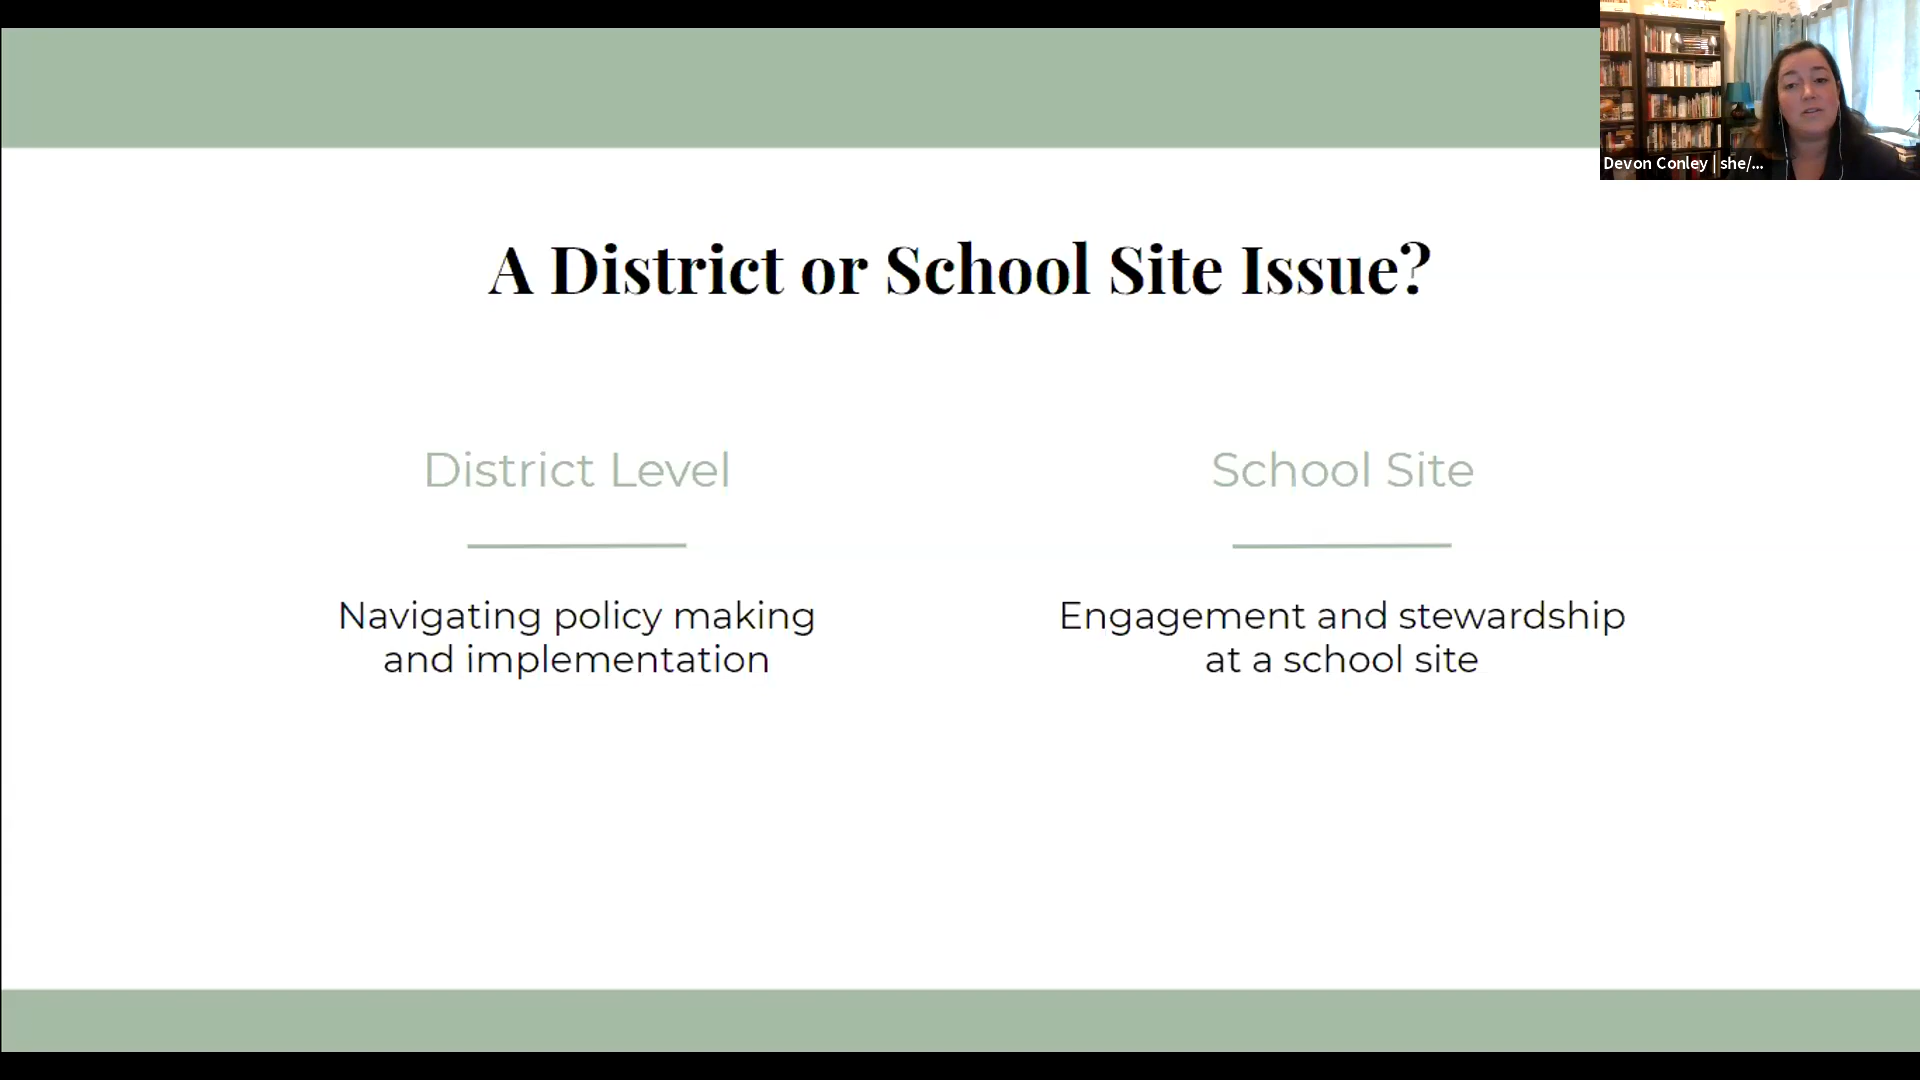 Devon Conley | she/...
A District or School Site Issue?
District Level
Navigating policy making
and implementation
School Site
Engagement and stewardship
at a school site